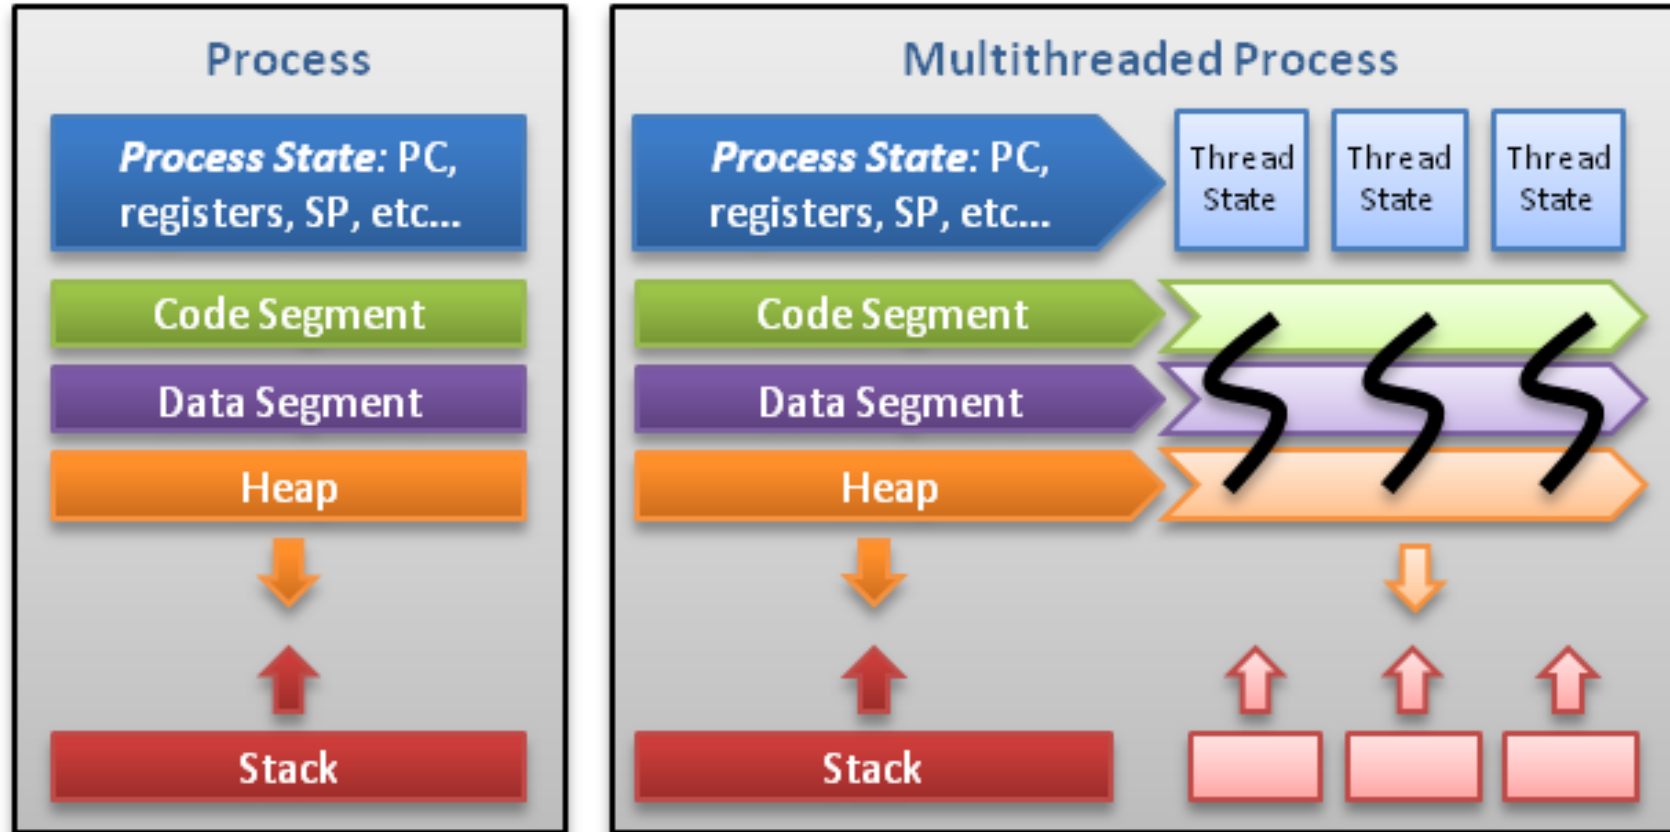 Process
Process State: PC,
registers, SP, etc...
Code Segment
Data Segment
Heap
Stack
Multithreaded Process
Process State: PC,
registers, SP, etc...
Thread
State
Thread
State
Thread
State
Code Segment
Data Segment
Heap
Stack